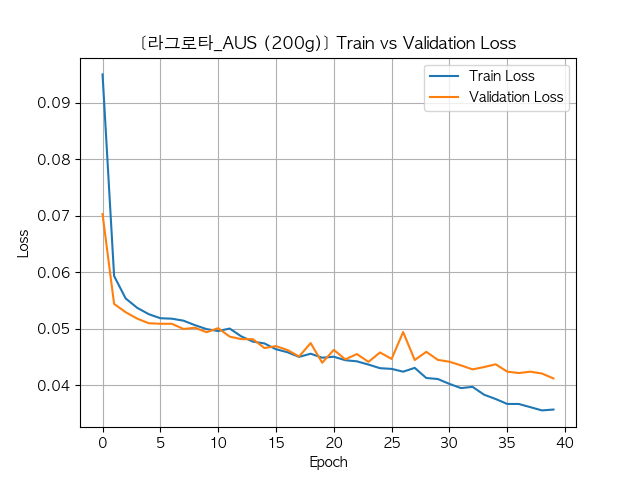 [라그로타_AUS (200g)] Train vs Validation Loss
Train Loss
Validation Loss
Loss
0.09
0.08
0.07
0.06
0.05
0.04
0 5 10 15 20 25 30 35 40
Epoch